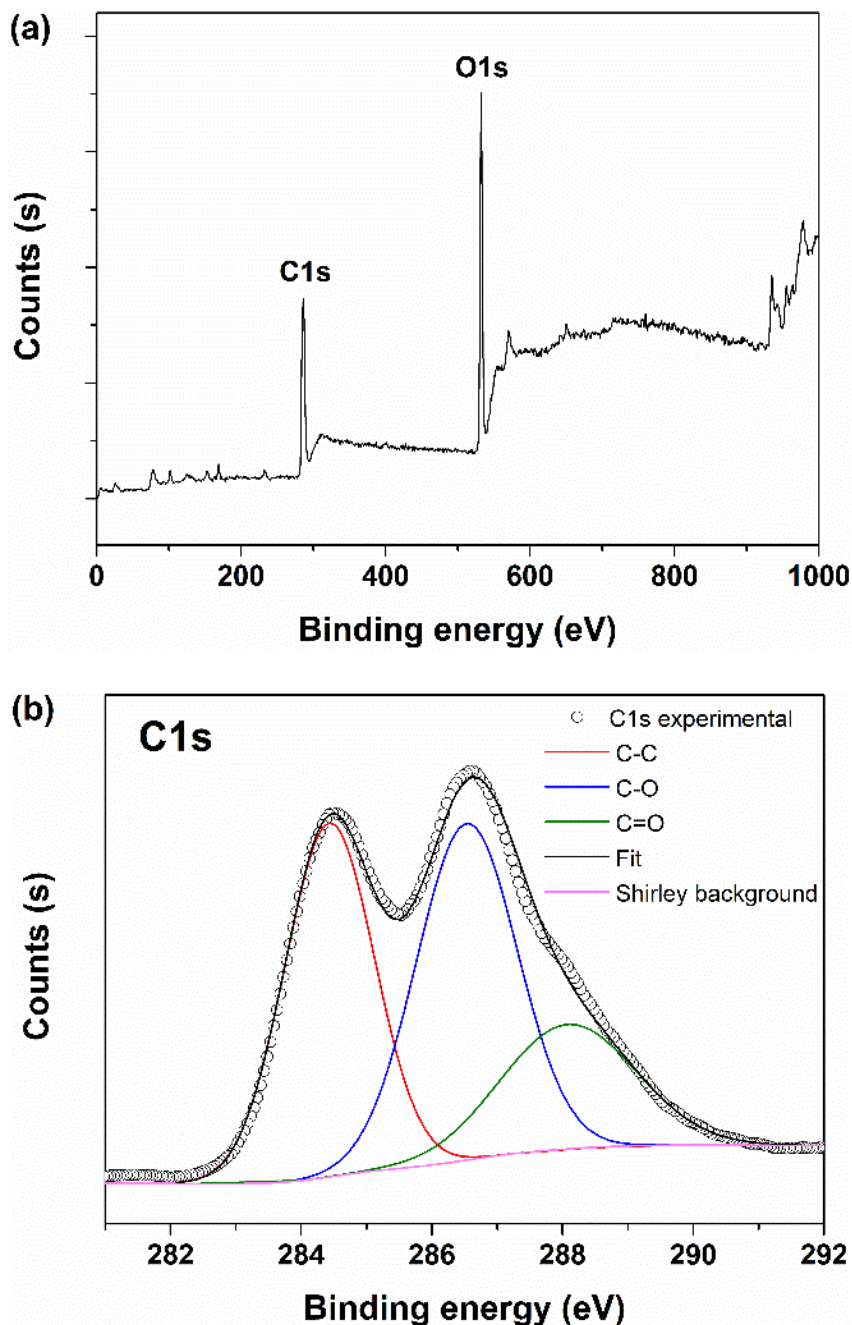 (a)
O1s
C1s
Counts (s)
0 200 400 600 800 1000
Binding energy (eV)
(b)
C1s
C1s experimental
C-C
C-O
C=O
Fit
Shirley background
Counts (s)
282 284 286 288 290 292
Binding energy (eV)